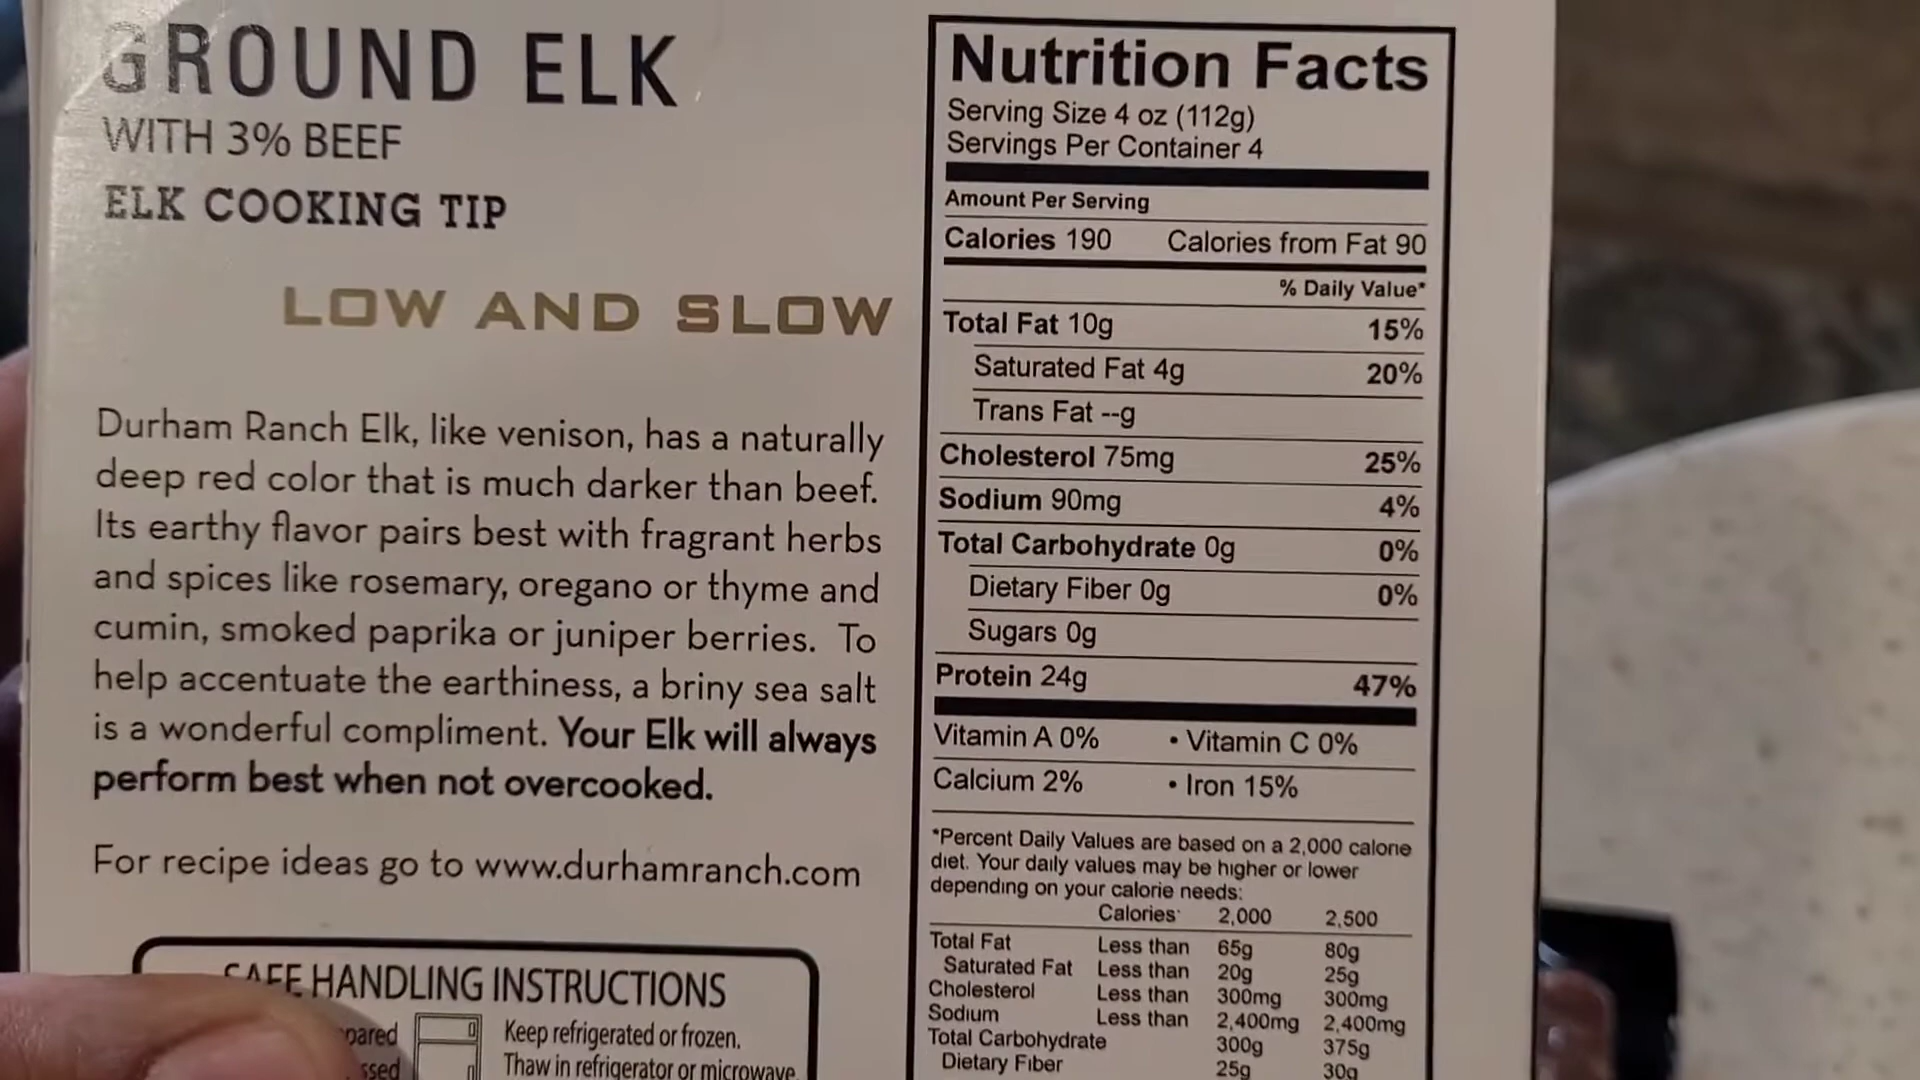 GROUND ELK
WITH 3% BEEF
ELK COOKING TIP
LOW AND SLOW
Durham Ranch Elk, like venison, has a naturally
deep red color that is much darker than beef.
Its earthy flavor pairs best with fragrant herbs
and spices like rosemary, oregano or thyme and
cumin, smoked paprika or juniper berries. To
help accentuate the earthiness, a briny sea salt
is a wonderful compliment. Your Elk will always
perform best when not overcooked.
For recipe ideas go to www.durhamranch.com
SAFE HANDLING INSTRUCTIONS
Keep refrigerated or frozen.
Thaw in refrigerator or microwave.
Nutrition Facts
Serving Size 4 oz (112g)
Servings Per Container 4
Amount Per Serving
Calories 190 Calories from Fat 90
% Daily Value*
Total Fat 10g 15%
Saturated Fat 4g 20%
Trans Fat --g
Cholesterol 75mg 25%
Sodium 90mg 4%
Total Carbohydrate 0g 0%
Dietary Fiber 0g 0%
Sugars 0g
Protein 24g 47%
Vitamin A 0% • Vitamin C 0%
Calcium 2% • Iron 15%
*Percent Daily Values are based on a 2,000 calorie
diet. Your daily values may be higher or lower
depending on your calorie needs:
Calories: 2,000 2,500
Total Fat Less than 65g 80g
Saturated Fat Less than 20g 25g
Cholesterol Less than 300mg 300mg
Sodium Less than 2,400mg 2,400mg
Total Carbohydrate 300g 375g
Dietary Fiber 25g 30g